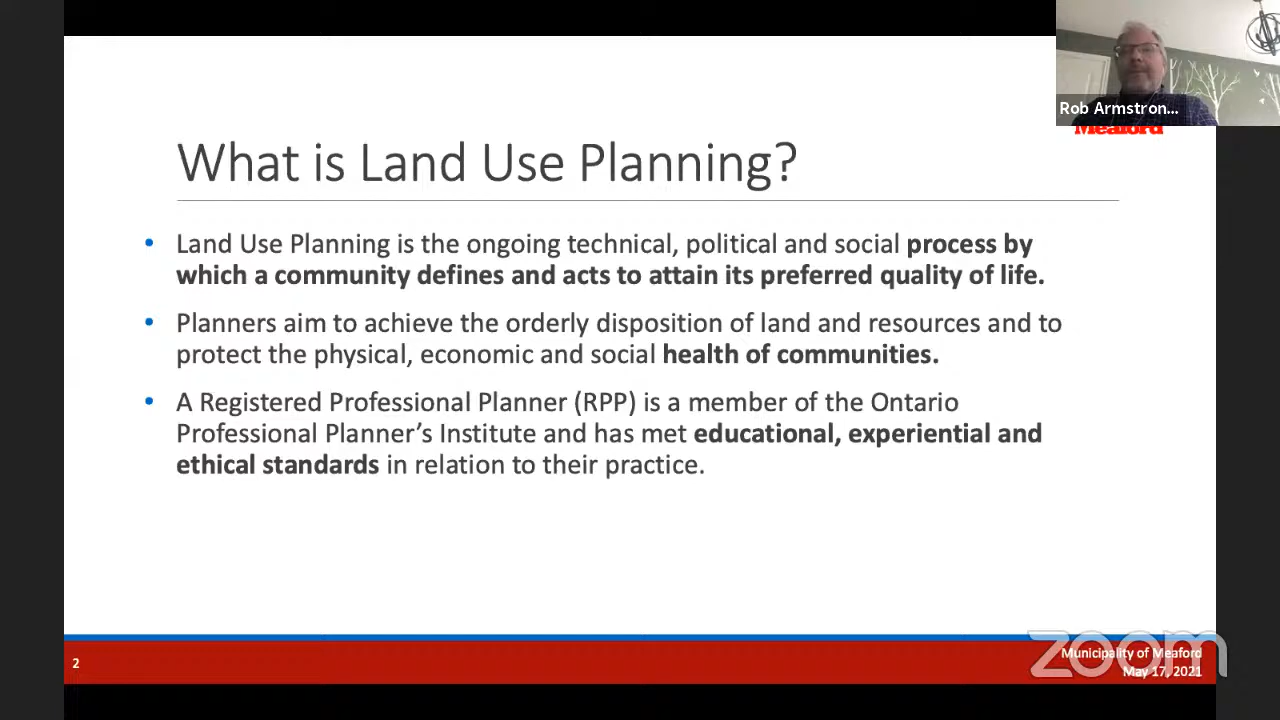 Rob Armstron...
Meaford
What is Land Use Planning?
• Land Use Planning is the ongoing technical, political and social process by
which a community defines and acts to attain its preferred quality of life.
• Planners aim to achieve the orderly disposition of land and resources and to
protect the physical, economic and social health of communities.
• A Registered Professional Planner (RPP) is a member of the Ontario
Professional Planner’s Institute and has met educational, experiential and
ethical standards in relation to their practice.
2
Municipality of Meaford
May 17, 2021
zoom